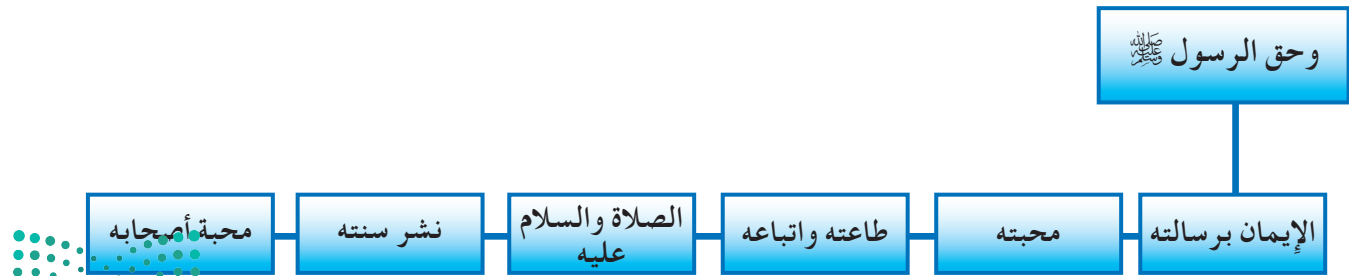 وحق الرسول ﷺ
الإيمان برسالته
محبته
طاعته واتباعه
الصلاة والسلام
عليه
نشر سنته
محبة أصحابه